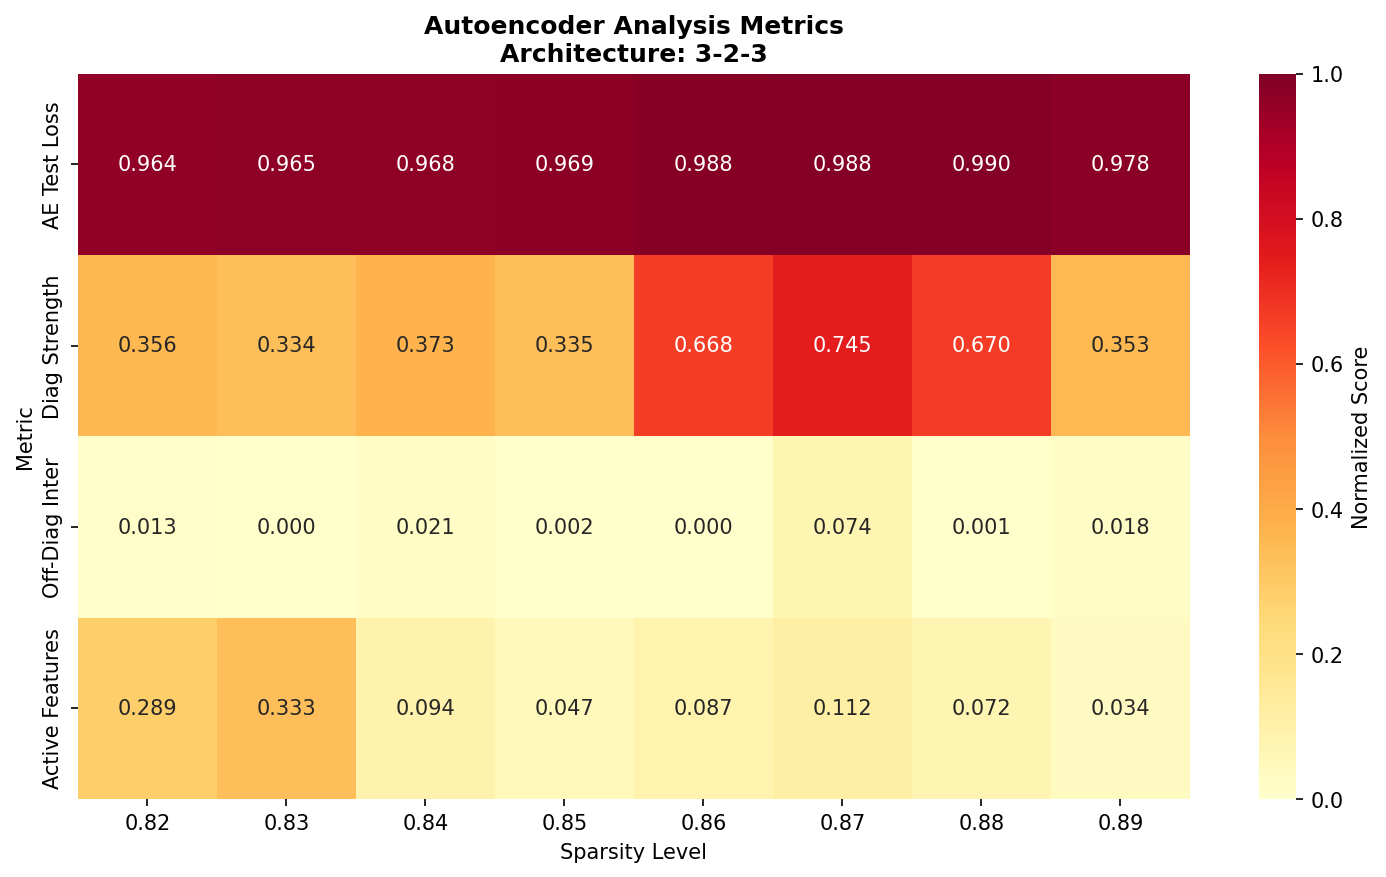 Autoencoder Analysis Metrics
Architecture: 3-2-3
Metric
AE Test Loss
0.964 0.965 0.968 0.969 0.988 0.988 0.990 0.978
Diag Strength
0.356 0.334 0.373 0.335 0.668 0.745 0.670 0.353
Off-Diag Inter
0.013 0.000 0.021 0.002 0.000 0.074 0.001 0.018
Active Features
0.289 0.333 0.094 0.047 0.087 0.112 0.072 0.034
0.82 0.83 0.84 0.85 0.86 0.87 0.88 0.89
Sparsity Level
1.0
0.8
0.6
0.4
0.2
0.0
Normalized Score